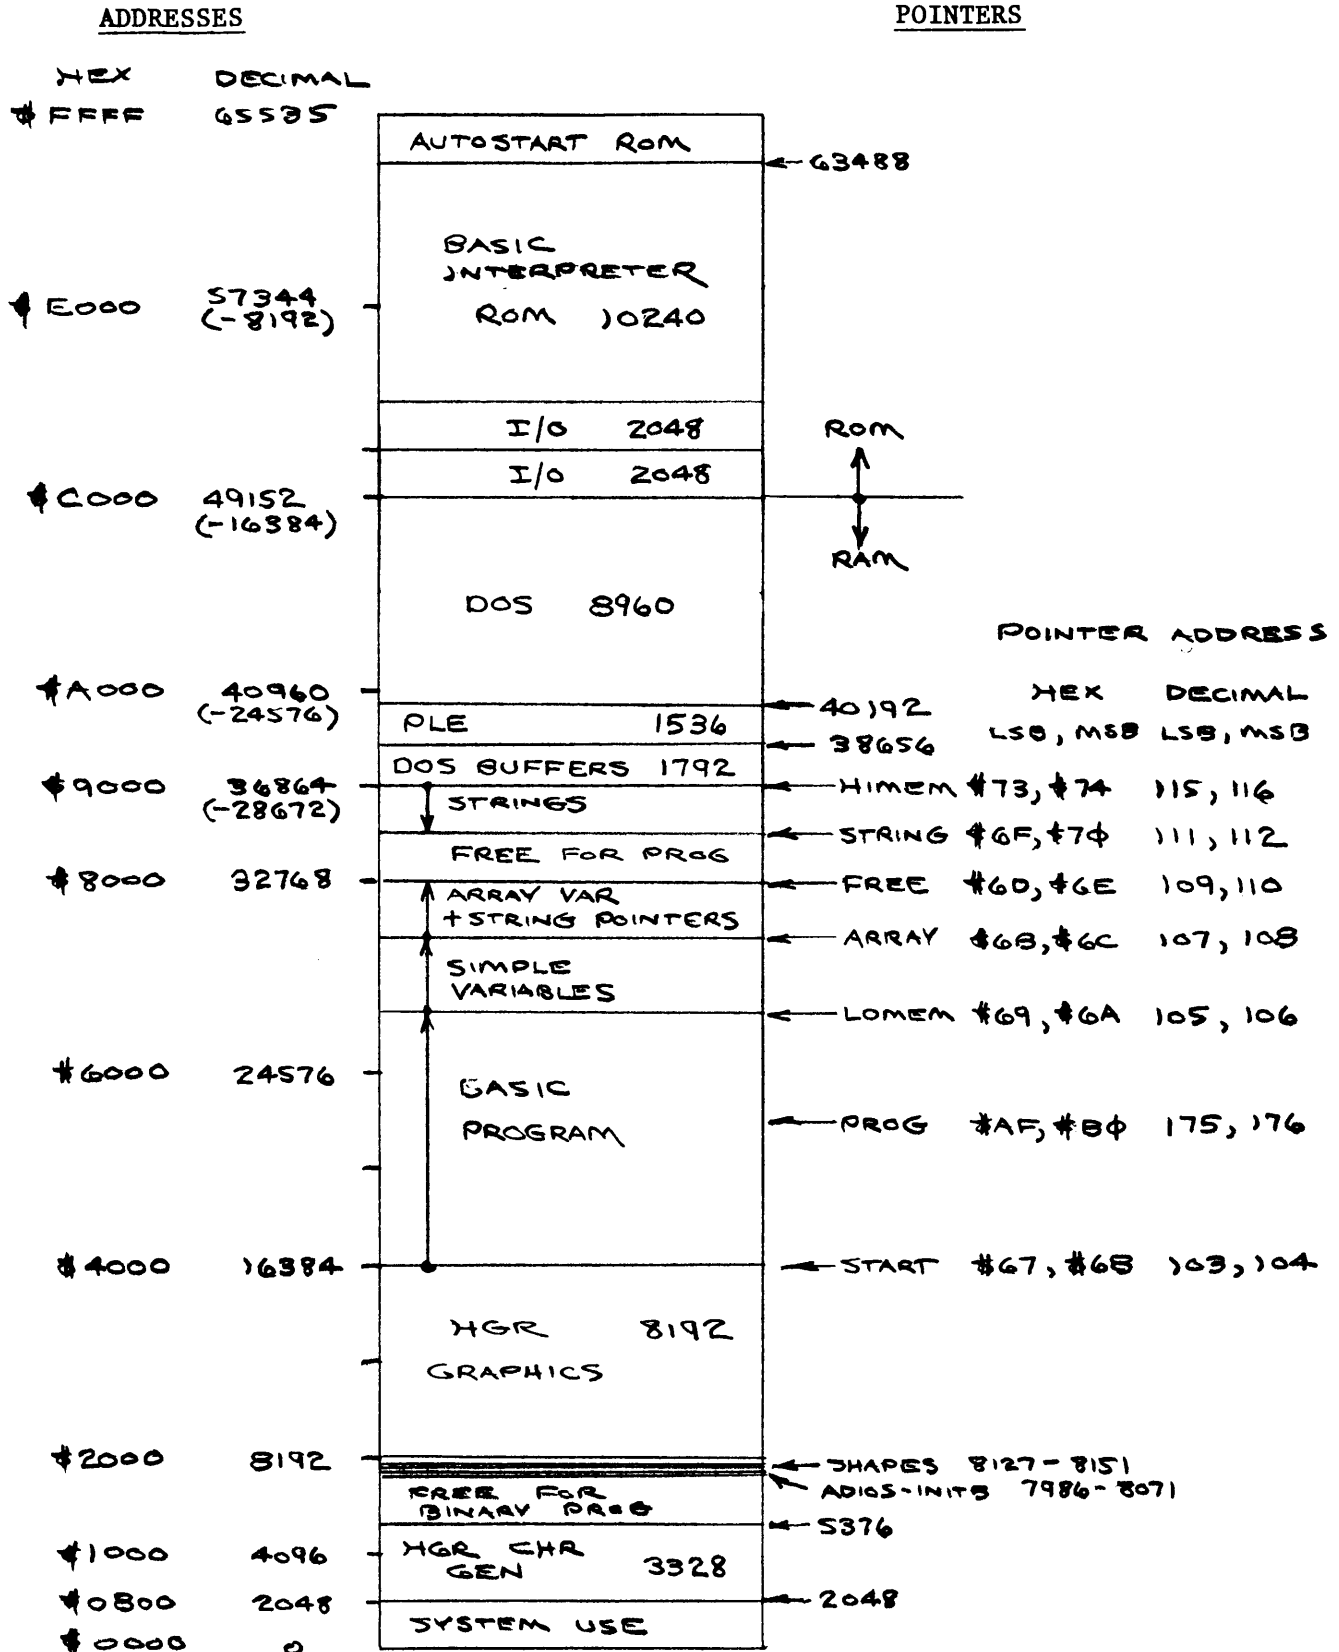 ADDRESSES POINTERS
HEX DECIMAL
$FFFF 65535
AUTOSTART ROM
63488
BASIC
INTERPRETER
$E000 57344 ROM 10240
(-8192)
I/O 2048 ROM
I/O 2048
$C000 49152
(-16384)
RAM
DOS 8960
POINTER ADDRESS
$A000 40960 HEX DECIMAL
(-24576) 40192
PLE 1536 LSB, MSB LSB, MSB
38656
DOS BUFFERS 1792
$9000 36864 HIMEM $73, $74 115, 116
(-28672) STRINGS
STRING $6F, $7Ø 111, 112
FREE FOR PROG
$8000 32768 FREE $6D, $6E 109, 110
ARRAY VAR
+ STRING POINTERS
ARRAY $6B, $6C 107, 108
SIMPLE
VARIABLES
LOMEM $69, $6A 105, 106
$6000 24576
BASIC
PROGRAM PROG $AF, $BØ 175, 176
$4000 16384 START $67, $68 103, 104
HGR 8192
GRAPHICS
$2000 8192 SHAPES 8127-8151
ADIOS-INITB 7986-8071
FREE FOR
BINARY PROG
5376
$1000 4096 HGR CHR
GEN 3328
$0800 2048 2048
SYSTEM USE
$0000 0